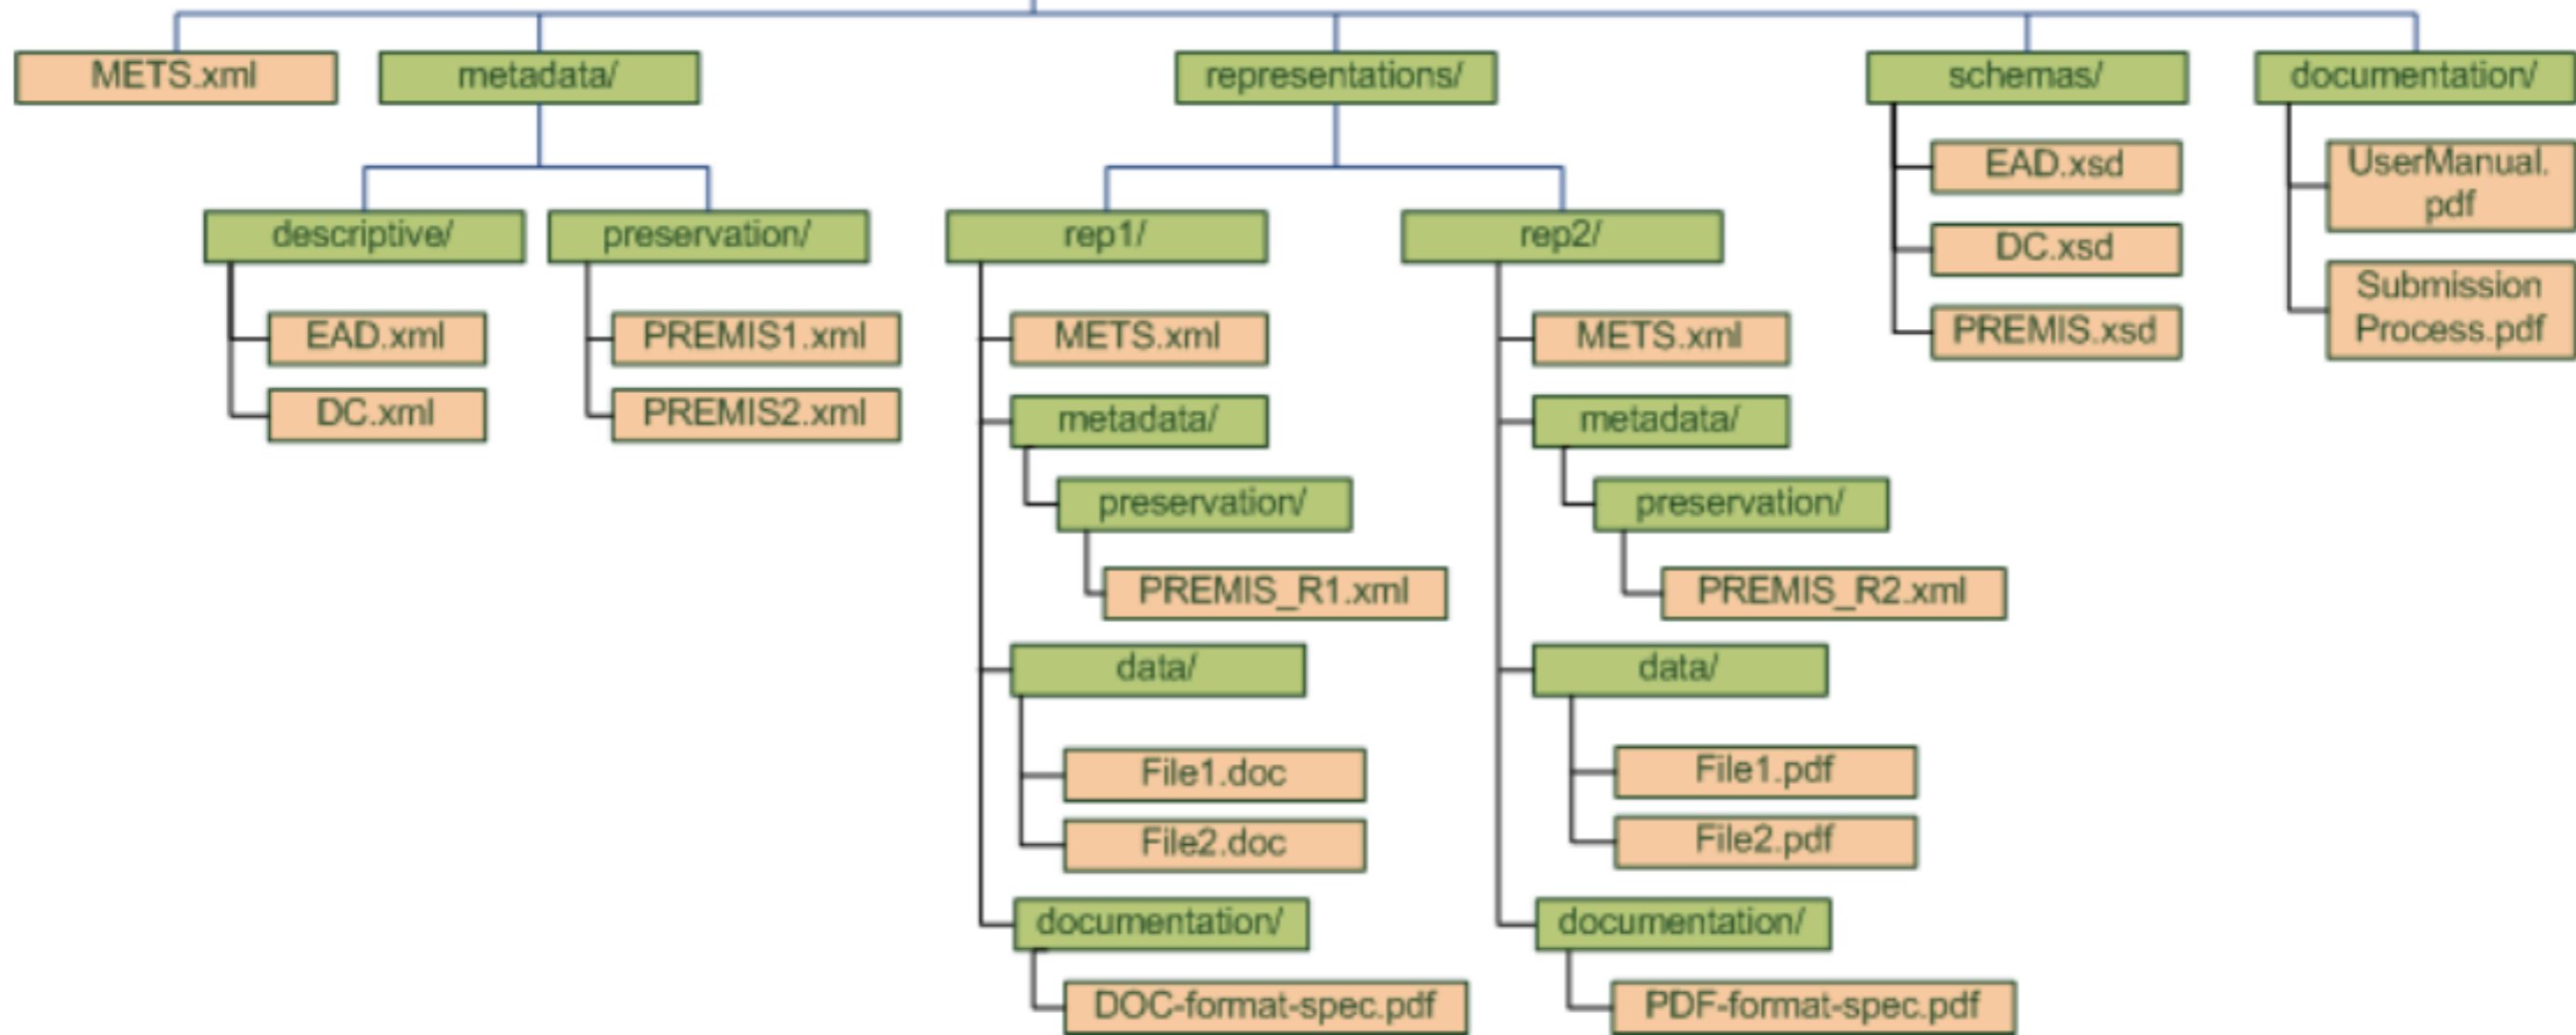 METS.xml
metadata/
representations/
schemas/
documentation/
descriptive/
preservation/
EAD.xml
DC.xml
PREMIS1.xml
PREMIS2.xml
rep1/
METS.xml
metadata/
preservation/
PREMIS_R1.xml
data/
File1.doc
File2.doc
documentation/
DOC-format-spec.pdf
rep2/
METS.xml
metadata/
preservation/
PREMIS_R2.xml
data/
File1.pdf
File2.pdf
documentation/
PDF-format-spec.pdf
EAD.xsd
DC.xsd
PREMIS.xsd
UserManual.
pdf
Submission
Process.pdf